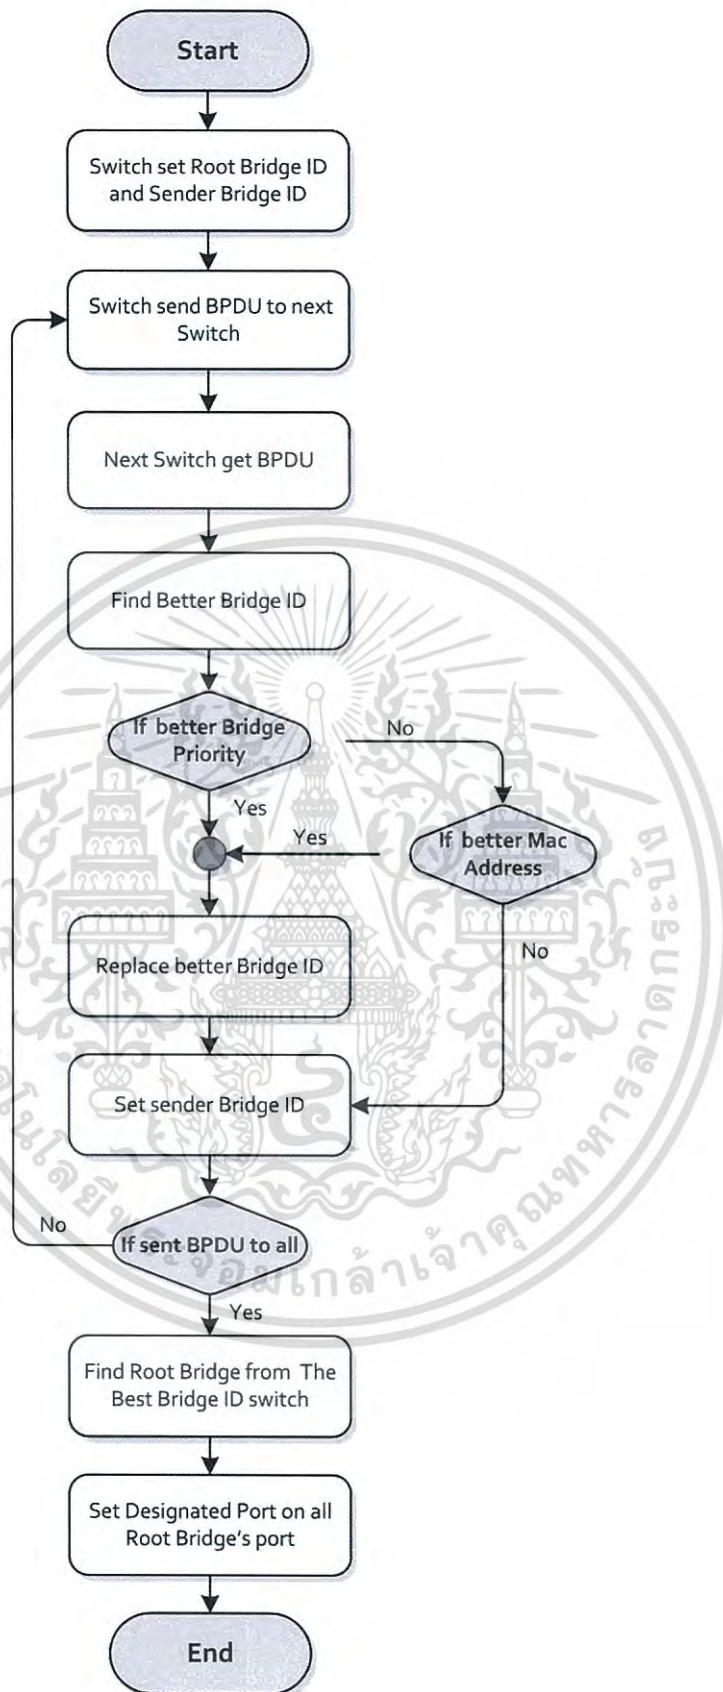 Start
Switch set Root Bridge ID
and Sender Bridge ID
Switch send BPDU to next
Switch
Next Switch get BPDU
Find Better Bridge ID
If better Bridge
Priority
No
Yes
Yes
If better Mac
Address
No
Replace better Bridge ID
Set sender Bridge ID
If sent BPDU to all
No
Yes
Find Root Bridge from The
Best Bridge ID switch
Set Designated Port on all
Root Bridge's port
End